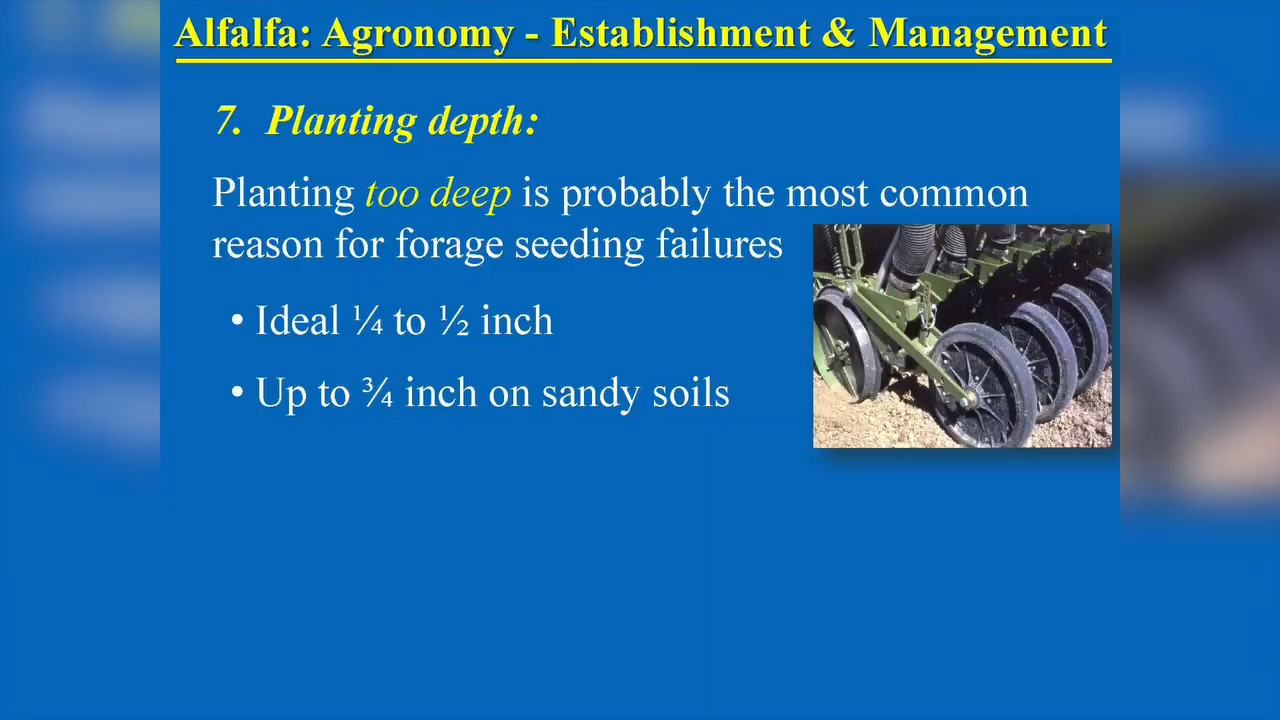 Alfalfa: Agronomy - Establishment & Management
7. Planting depth:
Planting too deep is probably the most common
reason for forage seeding failures
• Ideal ¼ to ½ inch
• Up to ¾ inch on sandy soils